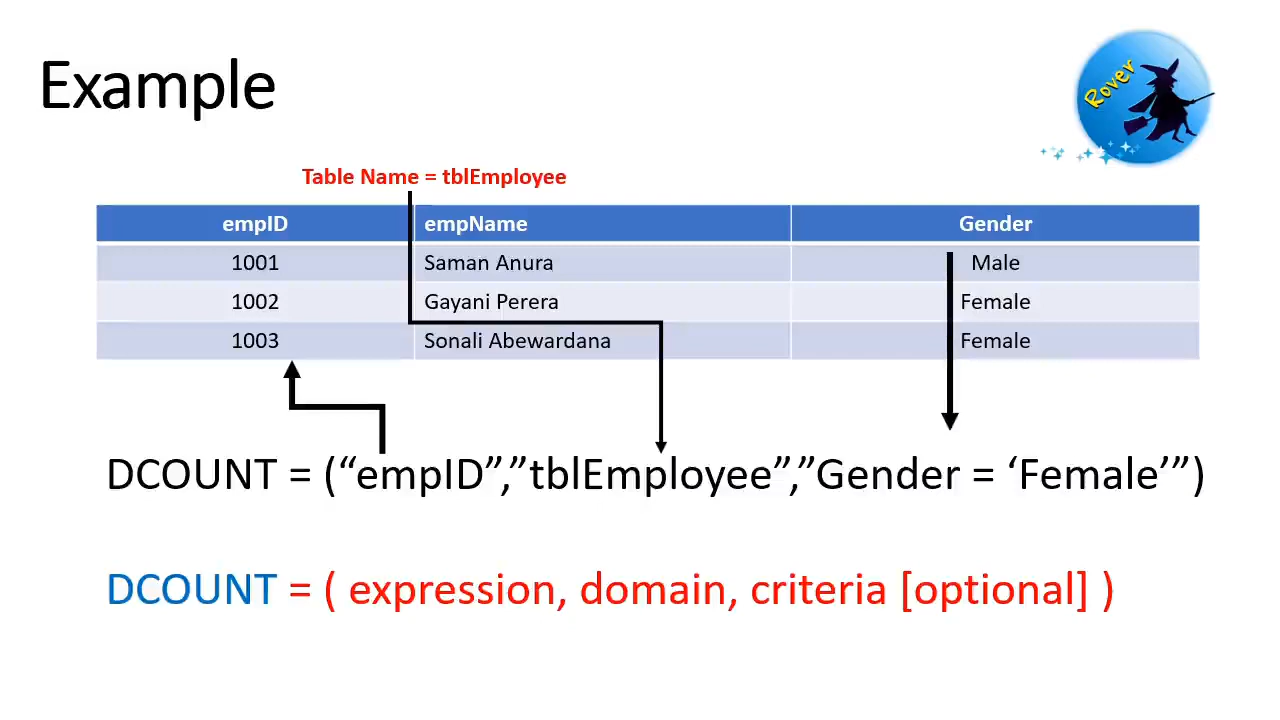 Example
Rover
Table Name = tblEmployee
empID empName Gender
1001 Saman Anura Male
1002 Gayani Perera Female
1003 Sonali Abewardana Female
DCOUNT = (“empID”,”tblEmployee”,”Gender = ‘Female’”)
DCOUNT = ( expression, domain, criteria [optional] )